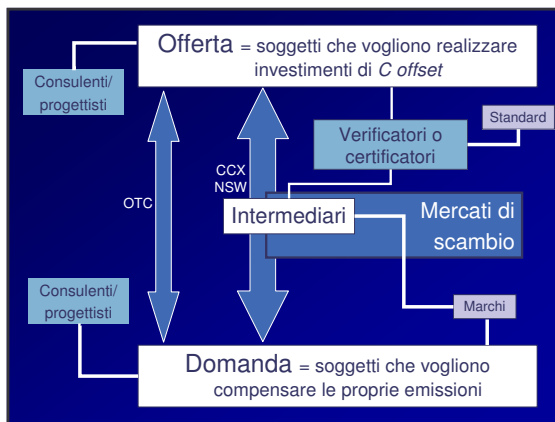 Offerta = soggetti che vogliono realizzare
investimenti di C offset
Consulenti/
progettisti
Standard
Verificatori o
certificatori
CCX
NSW
OTC
Intermediari
Mercati di
scambio
Consulenti/
progettisti
Marchi
Domanda = soggetti che vogliono
compensare le proprie emissioni